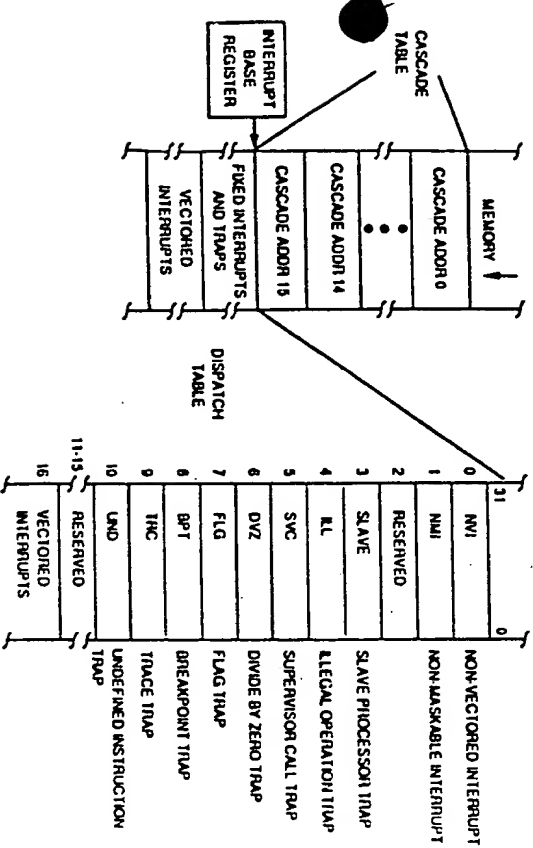 CASCADE
TABLE
INTERRUPT
BASE
REGISTER
MEMORY
CASCADE ADDR 0
CASCADE ADDR 14
CASCADE ADDR 15
FIXED INTERRUPTS
AND TRAPS
VECTORED
INTERRUPTS
DISPATCH
TABLE
31 0
0 NVI NON-VECTORED INTERRUPT
1 NMI NON-MASKABLE INTERRUPT
2 RESERVED
3 SLAVE SLAVE PROCESSOR TRAP
4 ILL ILLEGAL OPERATION TRAP
5 SVC SUPERVISOR CALL TRAP
6 DVZ DIVIDE BY ZERO TRAP
7 FLG FLAG TRAP
8 BPT BREAKPOINT TRAP
9 TRC TRACE TRAP
10 UND UNDEFINED INSTRUCTION
TRAP
11-15 RESERVED
16 VECTORED
INTERRUPTS